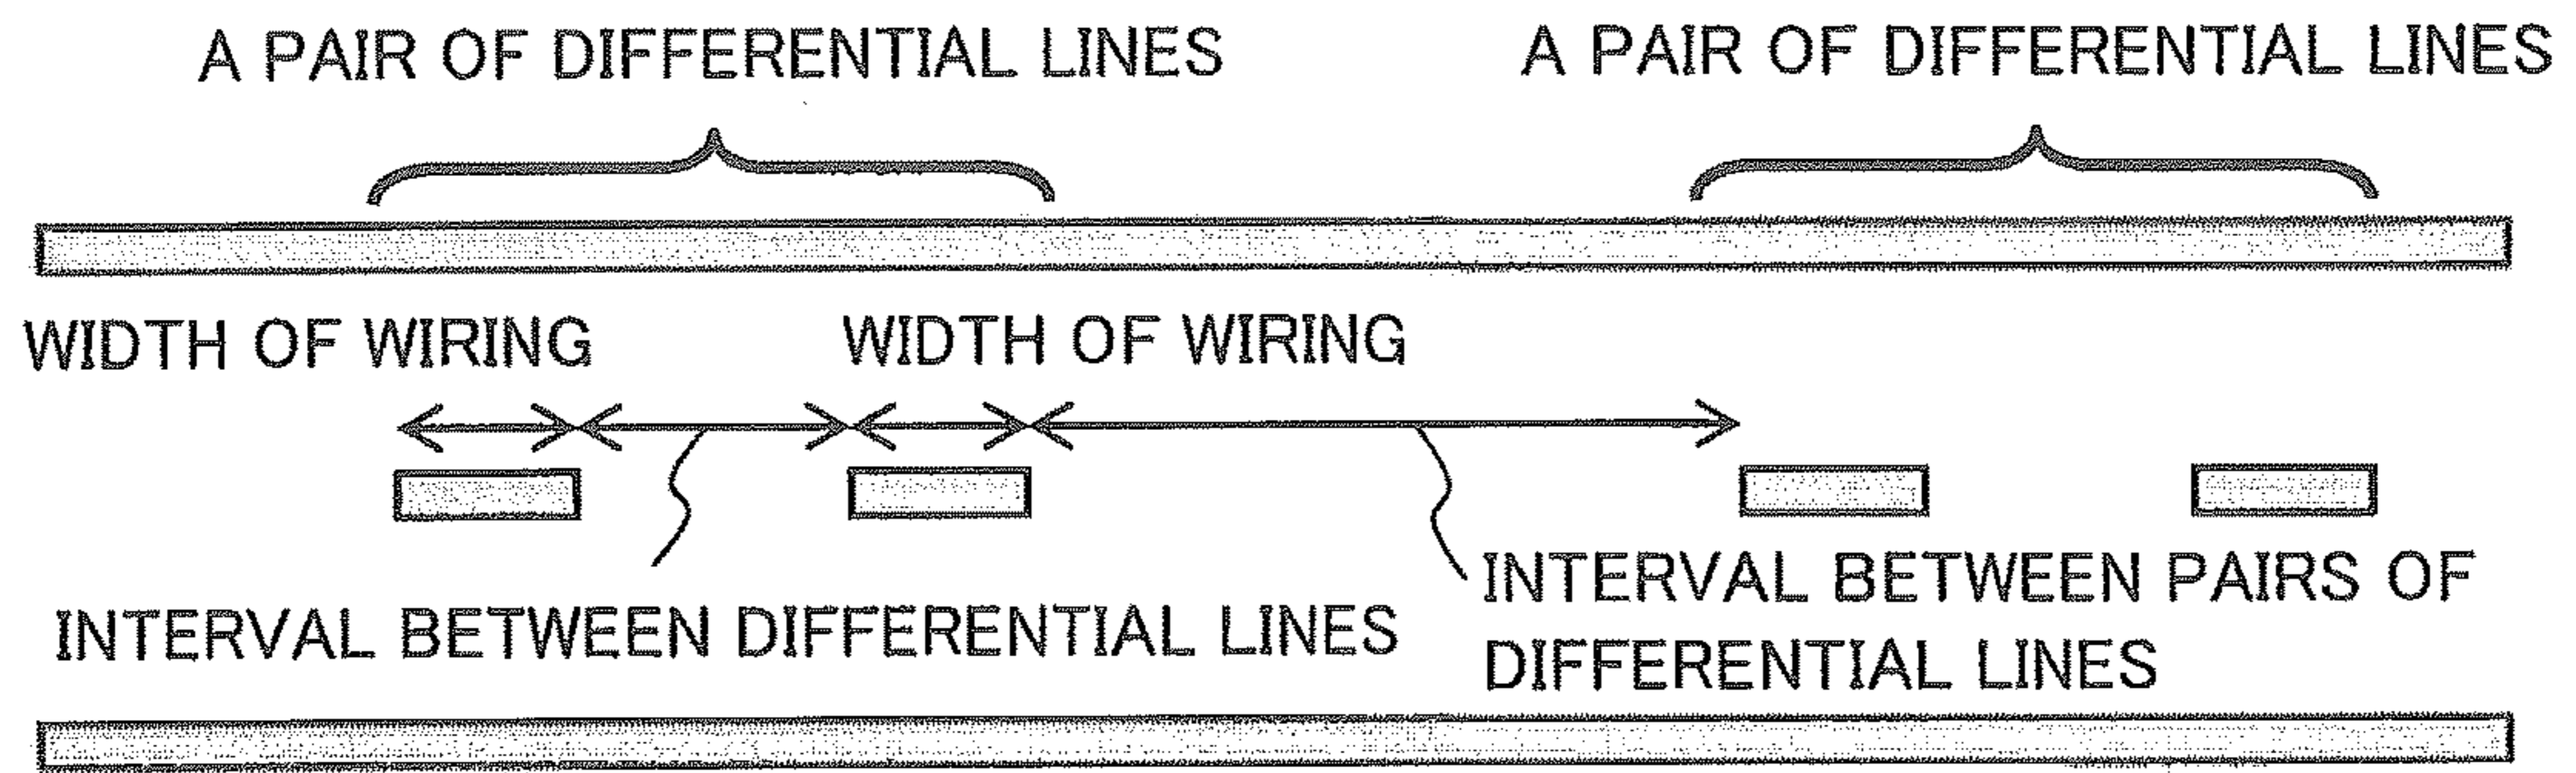 A PAIR OF DIFFERENTIAL LINES
A PAIR OF DIFFERENTIAL LINES
WIDTH OF WIRING
WIDTH OF WIRING
INTERVAL BETWEEN DIFFERENTIAL LINES
INTERVAL BETWEEN PAIRS OF
DIFFERENTIAL LINES